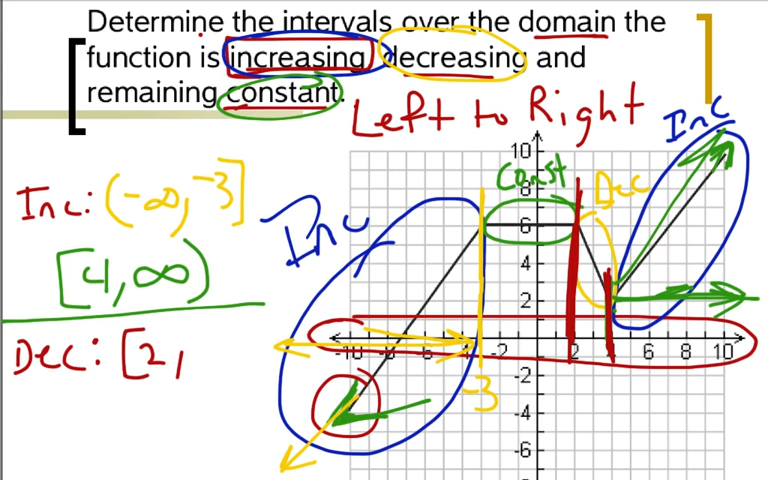 Determine the intervals over the domain the
function is increasing decreasing and
remaining constant.
Left to Right
Inc
Inc: (-∞, -3]
[4, ∞)
Dec: [2,
Inc
Const
Dec
10
8
6
4
2
-10 -6 -4 -2 2 4 6 8 10
-3
-2
-4
-6